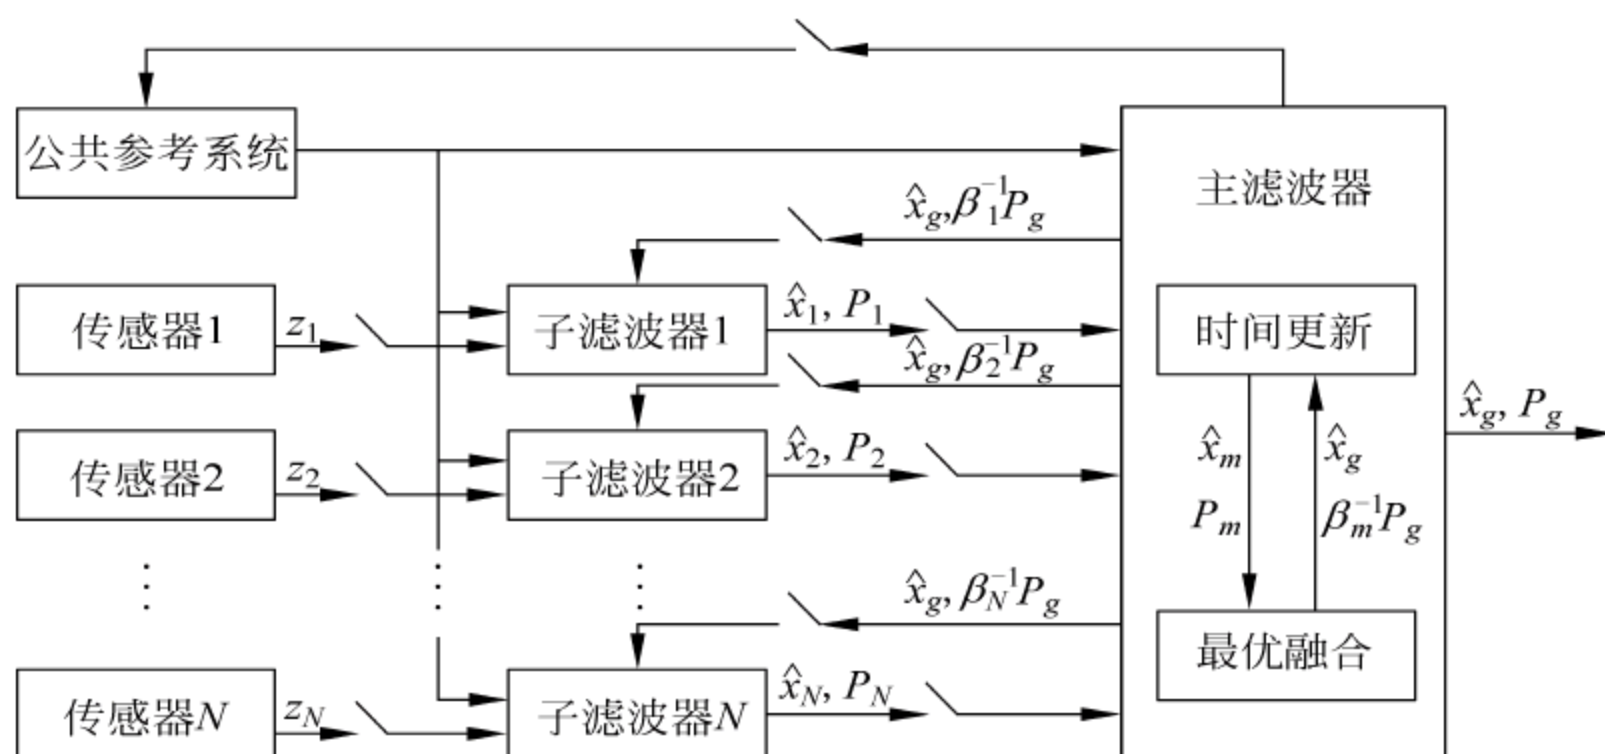 公共参考系统
主滤波器
x̂g, β₁⁻¹Pg
传感器1
z₁
子滤波器1
x̂₁, P₁
时间更新
x̂g, β₂⁻¹Pg
x̂g, Pg
传感器2
z₂
子滤波器2
x̂₂, P₂
x̂m
x̂g
Pm
βm⁻¹Pg
⋮ ⋮ ⋮
x̂g, βN⁻¹Pg
最优融合
传感器N
zN
子滤波器N
x̂N, PN